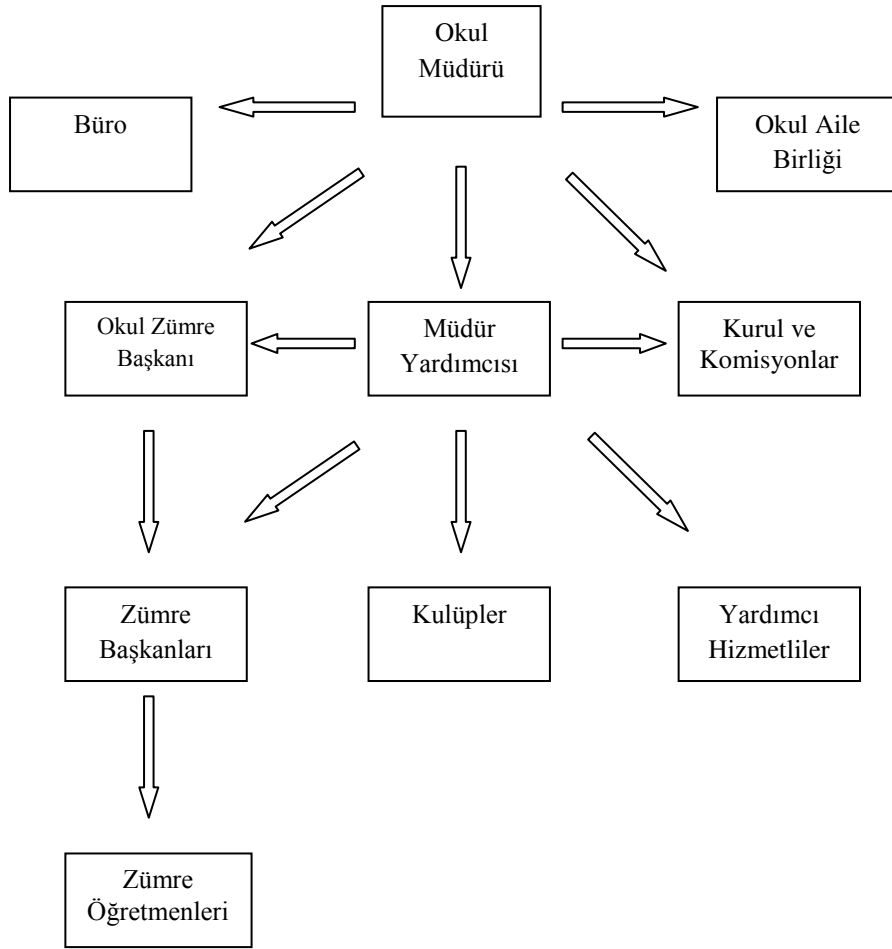 Okul
Müdürü
Büro
Okul Aile
Birliği
Okul Zümre
Başkanı
Müdür
Yardımcısı
Kurul ve
Komisyonlar
Zümre
Başkanları
Kulüpler
Yardımcı
Hizmetliler
Zümre
Öğretmenleri